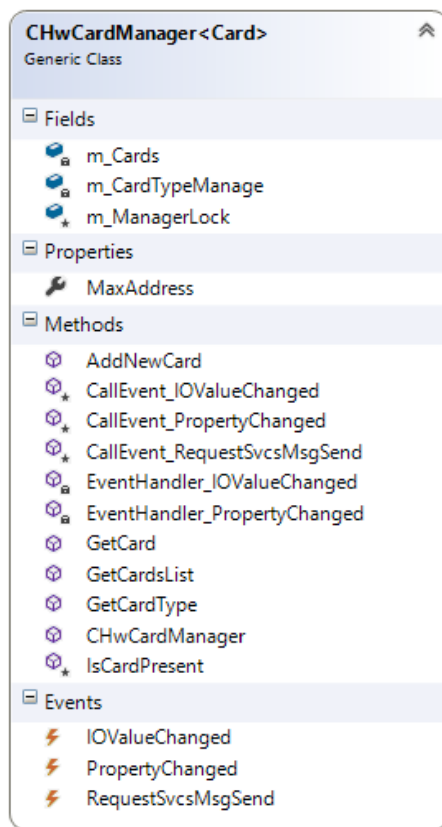 CHwCardManager<Card>
Generic Class
Fields
m_Cards
m_CardTypeManage
m_ManagerLock
Properties
MaxAddress
Methods
AddNewCard
CallEvent_IOValueChanged
CallEvent_PropertyChanged
CallEvent_RequestSvcsMsgSend
EventHandler_IOValueChanged
EventHandler_PropertyChanged
GetCard
GetCardsList
GetCardType
CHwCardManager
IsCardPresent
Events
IOValueChanged
PropertyChanged
RequestSvcsMsgSend